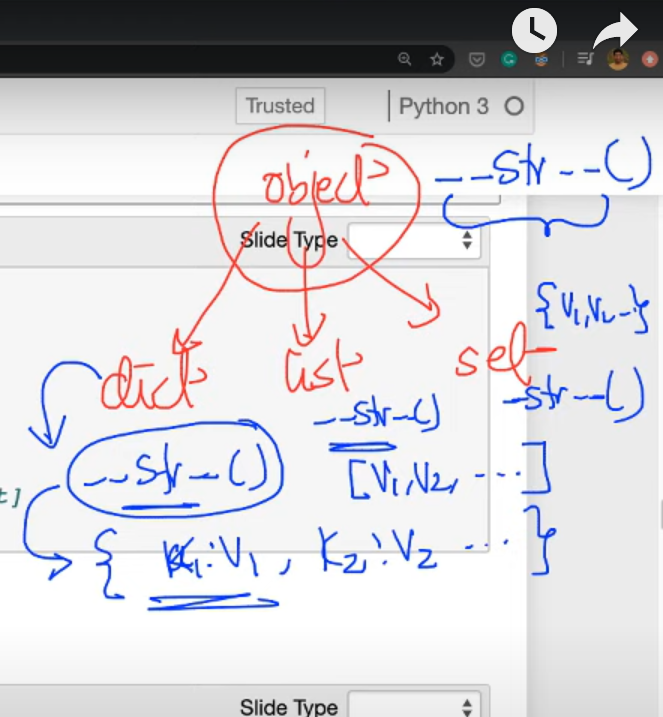 Trusted
Python 3
object
__str__()
Slide Type
{V1,V2 --}
dict
list
set
__str__()
__str__()
__str__()
[V1,V2, ...]
t]
{ K1:V1 , K2:V2 ... }
Slide Type